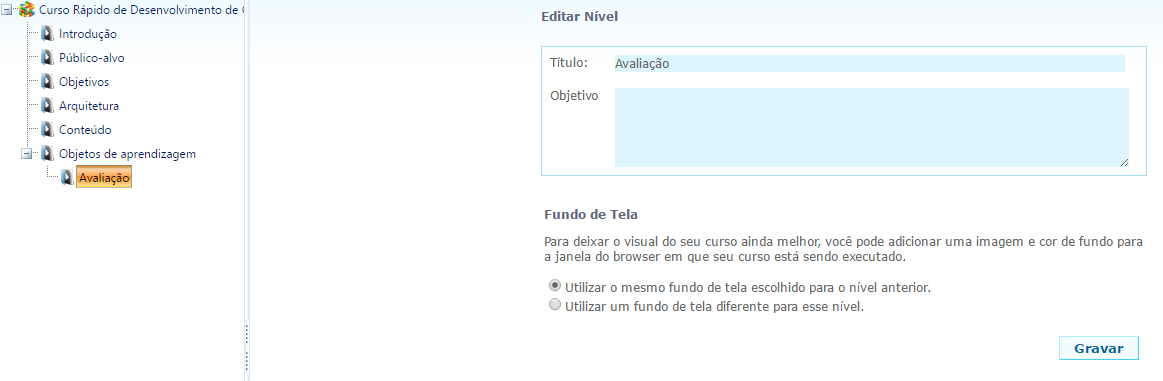 Curso Rápido de Desenvolvimento de
Introdução
Público-alvo
Objetivos
Arquitetura
Conteúdo
Objetos de aprendizagem
Avaliação
Editar Nível
Título: Avaliação
Objetivo
Fundo de Tela
Para deixar o visual do seu curso ainda melhor, você pode adicionar uma imagem e cor de fundo para
a janela do browser em que seu curso está sendo executado.
Utilizar o mesmo fundo de tela escolhido para o nível anterior.
Utilizar um fundo de tela diferente para esse nível.
Gravar